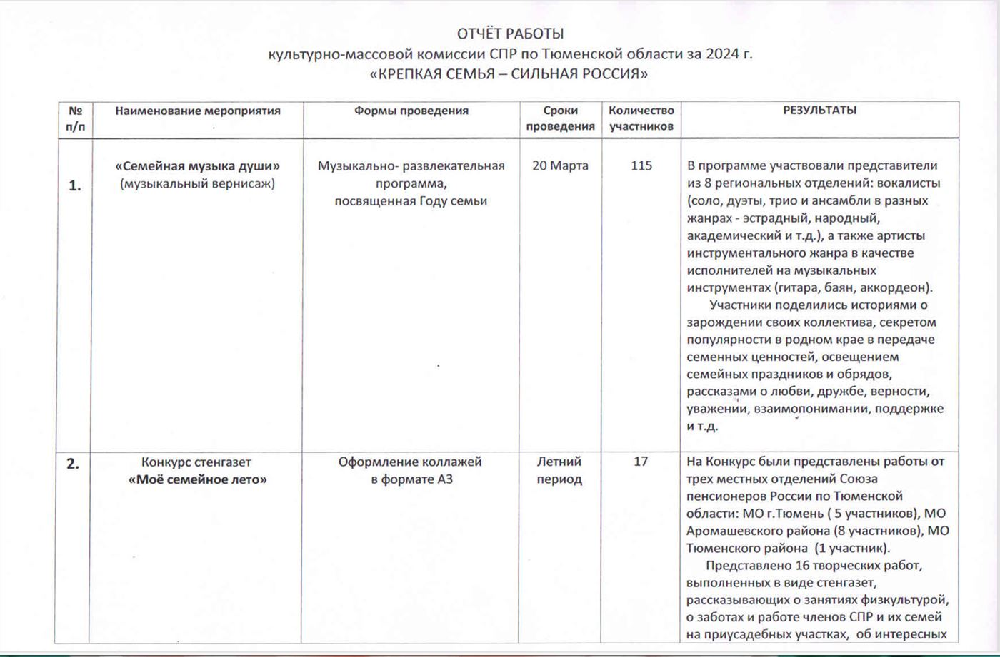 ОТЧЁТ РАБОТЫ
культурно-массовой комиссии СПР по Тюменской области за 2024 г.
«КРЕПКАЯ СЕМЬЯ – СИЛЬНАЯ РОССИЯ»
№ п/п
Наименование мероприятия
Формы проведения
Сроки проведения
Количество участников
РЕЗУЛЬТАТЫ
1.
«Семейная музыка души»
(музыкальный вернисаж)
Музыкально- развлекательная
программа,
посвященная Году семьи
20 Марта
115
В программе участвовали представители
из 8 региональных отделений: вокалисты
(соло, дуэты, трио и ансамбли в разных
жанрах - эстрадный, народный,
академический и т.д.), а также артисты
инструментального жанра в качестве
исполнителей на музыкальных
инструментах (гитара, баян, аккордеон).
Участники поделились историями о
зарождении своих коллектива, секретом
популярности в родном крае в передаче
семенных ценностей, освещением
семейных праздников и обрядов,
рассказами о любви, дружбе, верности,
уважении, взаимопонимании, поддержке
и т.д.
2.
Конкурс стенгазет
«Моё семейное лето»
Оформление коллажей
в формате А3
Летний
период
17
На Конкурс были представлены работы от
трех местных отделений Союза
пенсионеров России по Тюменской
области: МО г.Тюмень ( 5 участников), МО
Аромашевского района (8 участников), МО
Тюменского района (1 участник).
Представлено 16 творческих работ,
выполненных в виде стенгазет,
рассказывающих о занятиях физкультурой,
о заботах и работе членов СПР и их семей
на приусадебных участках, об интересных